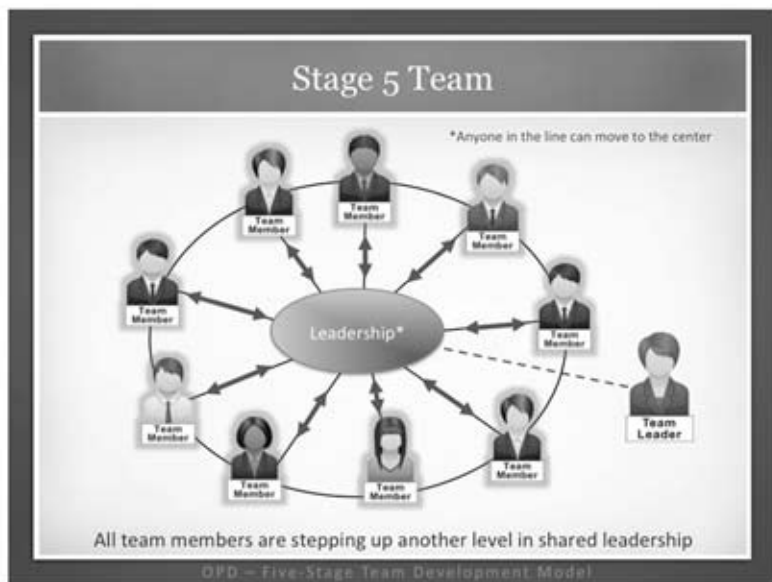 Stage 5 Team
*Anyone in the line can move to the center
Team
Member
Team
Member
Team
Member
Team
Member
Team
Member
Leadership*
Team
Member
Team
Member
Team
Member
Team
Member
Team
Leader
All team members are stepping up another level in shared leadership
OPD – Five-Stage Team Development Model